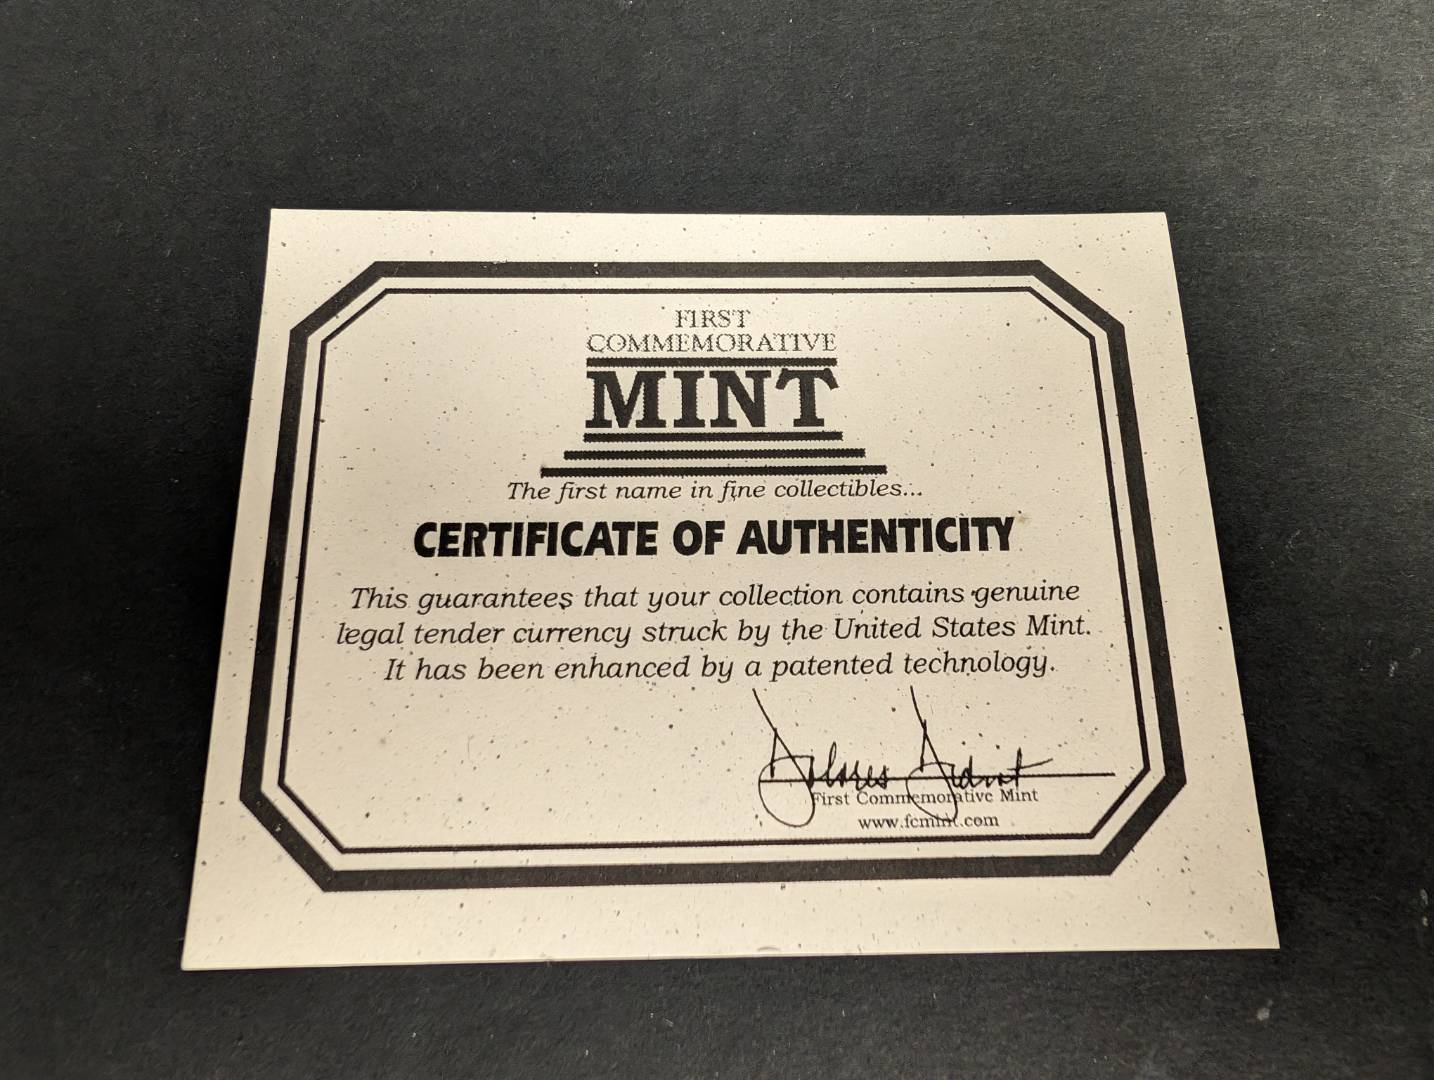 FIRST
COMMEMORATIVE
MINT
The first name in fine collectibles...
CERTIFICATE OF AUTHENTICITY
This guarantees that your collection contains genuine
legal tender currency struck by the United States Mint.
It has been enhanced by a patented technology.
First Commemorative Mint
www.fcmint.com